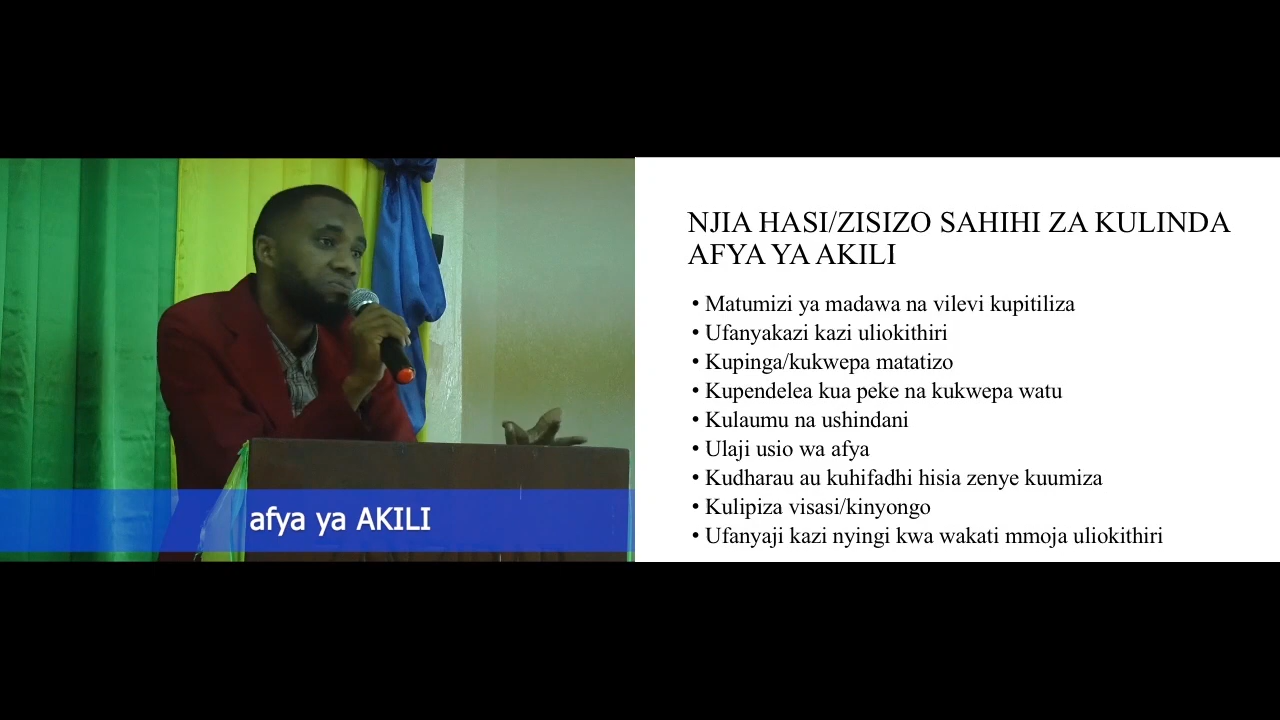 afya ya AKILI
NJIA HASI/ZISIZO SAHIHI ZA KULINDA
AFYA YA AKILI
• Matumizi ya madawa na vilevi kupitiliza
• Ufanyakazi kazi uliokithiri
• Kupinga/kukwepa matatizo
• Kupendelea kua peke na kukwepa watu
• Kulaumu na ushindani
• Ulaji usio wa afya
• Kudharau au kuhifadhi hisia zenye kuumiza
• Kulipiza visasi/kinyongo
• Ufanyaji kazi nyingi kwa wakati mmoja uliokithiri